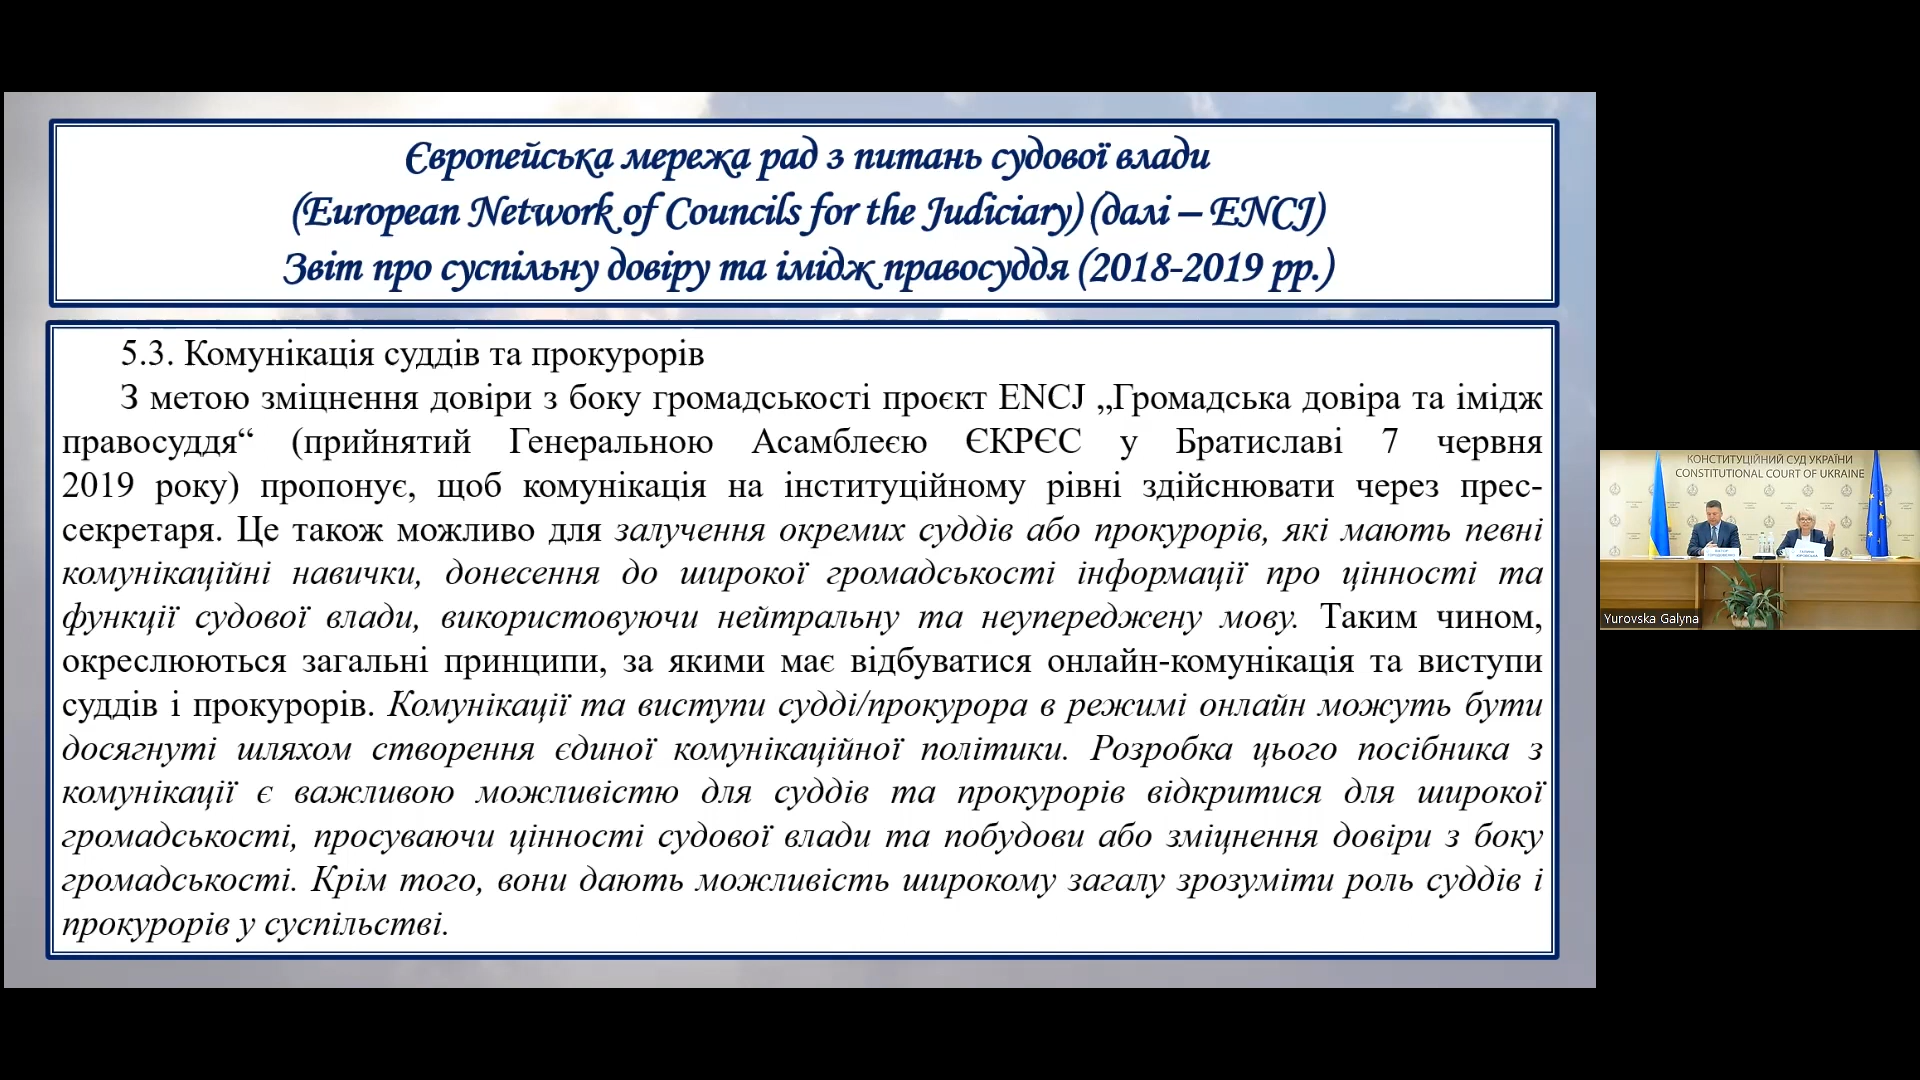 Європейська мережа рад з питань судової влади
(European Network of Councils for the Judiciary) (далі – ENCJ)
Звіт про суспільну довіру та імідж правосуддя (2018-2019 рр.)
5.3. Комунікація суддів та прокурорів
З метою зміцнення довіри з боку громадськості проєкт ENCJ „Громадська довіра та імідж
правосуддя“ (прийнятий Генеральною Асамблеєю ЄКРЄС у Братиславі 7 червня
2019 року) пропонує, щоб комунікація на інституційному рівні здійснювати через прес-
секретаря. Це також можливо для залучення окремих суддів або прокурорів, які мають певні
комунікаційні навички, донесення до широкої громадськості інформації про цінності та
функції судової влади, використовуючи нейтральну та неупереджену мову. Таким чином,
окреслюються загальні принципи, за якими має відбуватися онлайн-комунікація та виступи
суддів і прокурорів. Комунікації та виступи судді/прокурора в режимі онлайн можуть бути
досягнуті шляхом створення єдиної комунікаційної політики. Розробка цього посібника з
комунікації є важливою можливістю для суддів та прокурорів відкритися для широкої
громадськості, просуваючи цінності судової влади та побудови або зміцнення довіри з боку
громадськості. Крім того, вони дають можливість широкому загалу зрозуміти роль суддів і
прокурорів у суспільстві.
КОНСТИТУЦІЙНИЙ СУД УКРАЇНИ
CONSTITUTIONAL COURT OF UKRAINE
Yurovska Galyna